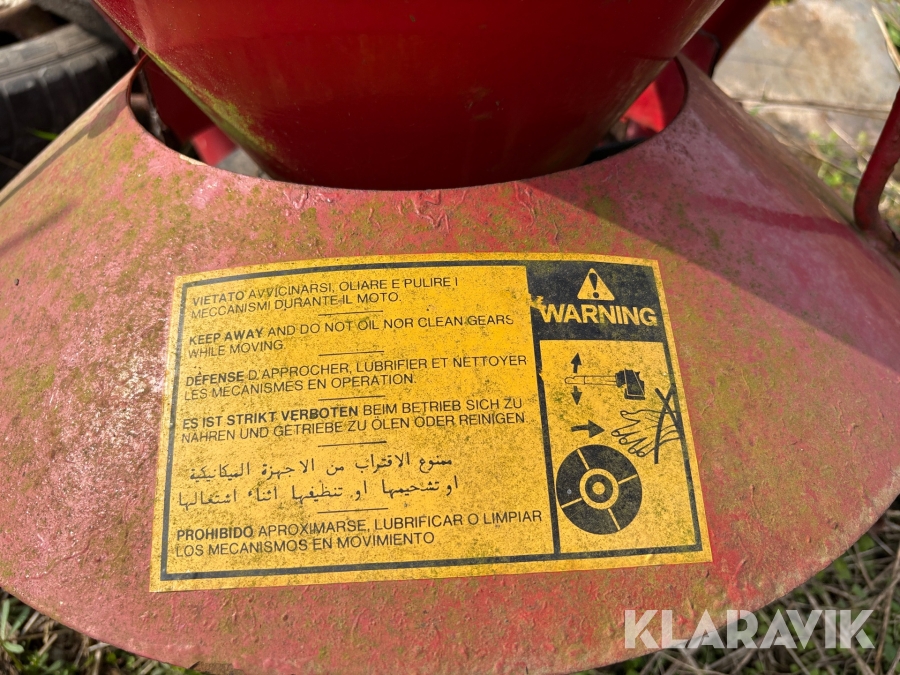 VIETATO AVVICINARSI, OLIARE E PULIRE I
MECCANISMI DURANTE IL MOTO.
KEEP AWAY AND DO NOT OIL NOR CLEAN GEARS
WHILE MOVING.
DÉFENSE D'APPROCHER, LUBRIFIER ET NETTOYER
LES MÉCANISMES EN OPERATION.
ES IST STRIKT VERBOTEN BEIM BETRIEB SICH ZU
NÄHREN UND GETRIEBE ZU ÖLEN ODER REINIGEN.
ممنوع الاقتراب من الاجهزة الميكانيكية
او تشحيمها او. تنظيفها اثناء اشتغالها
PROHIBIDO APROXIMARSE, LUBRIFICAR O LIMPIAR
LOS MECANISMOS EN MOVIMIENTO
WARNING
KLARAVIK